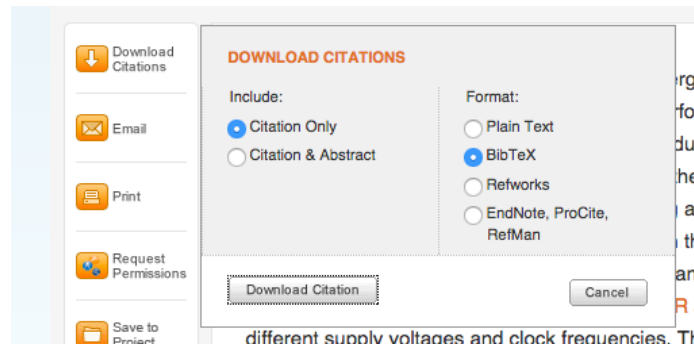 Download
Citations
Email
Print
Request
Permissions
Save to
Project
DOWNLOAD CITATIONS
Include:
Citation Only
Citation & Abstract
Format:
Plain Text
BibTeX
Refworks
EndNote, ProCite,
RefMan
Download Citation
Cancel
different supply voltages and clock frequencies. Th